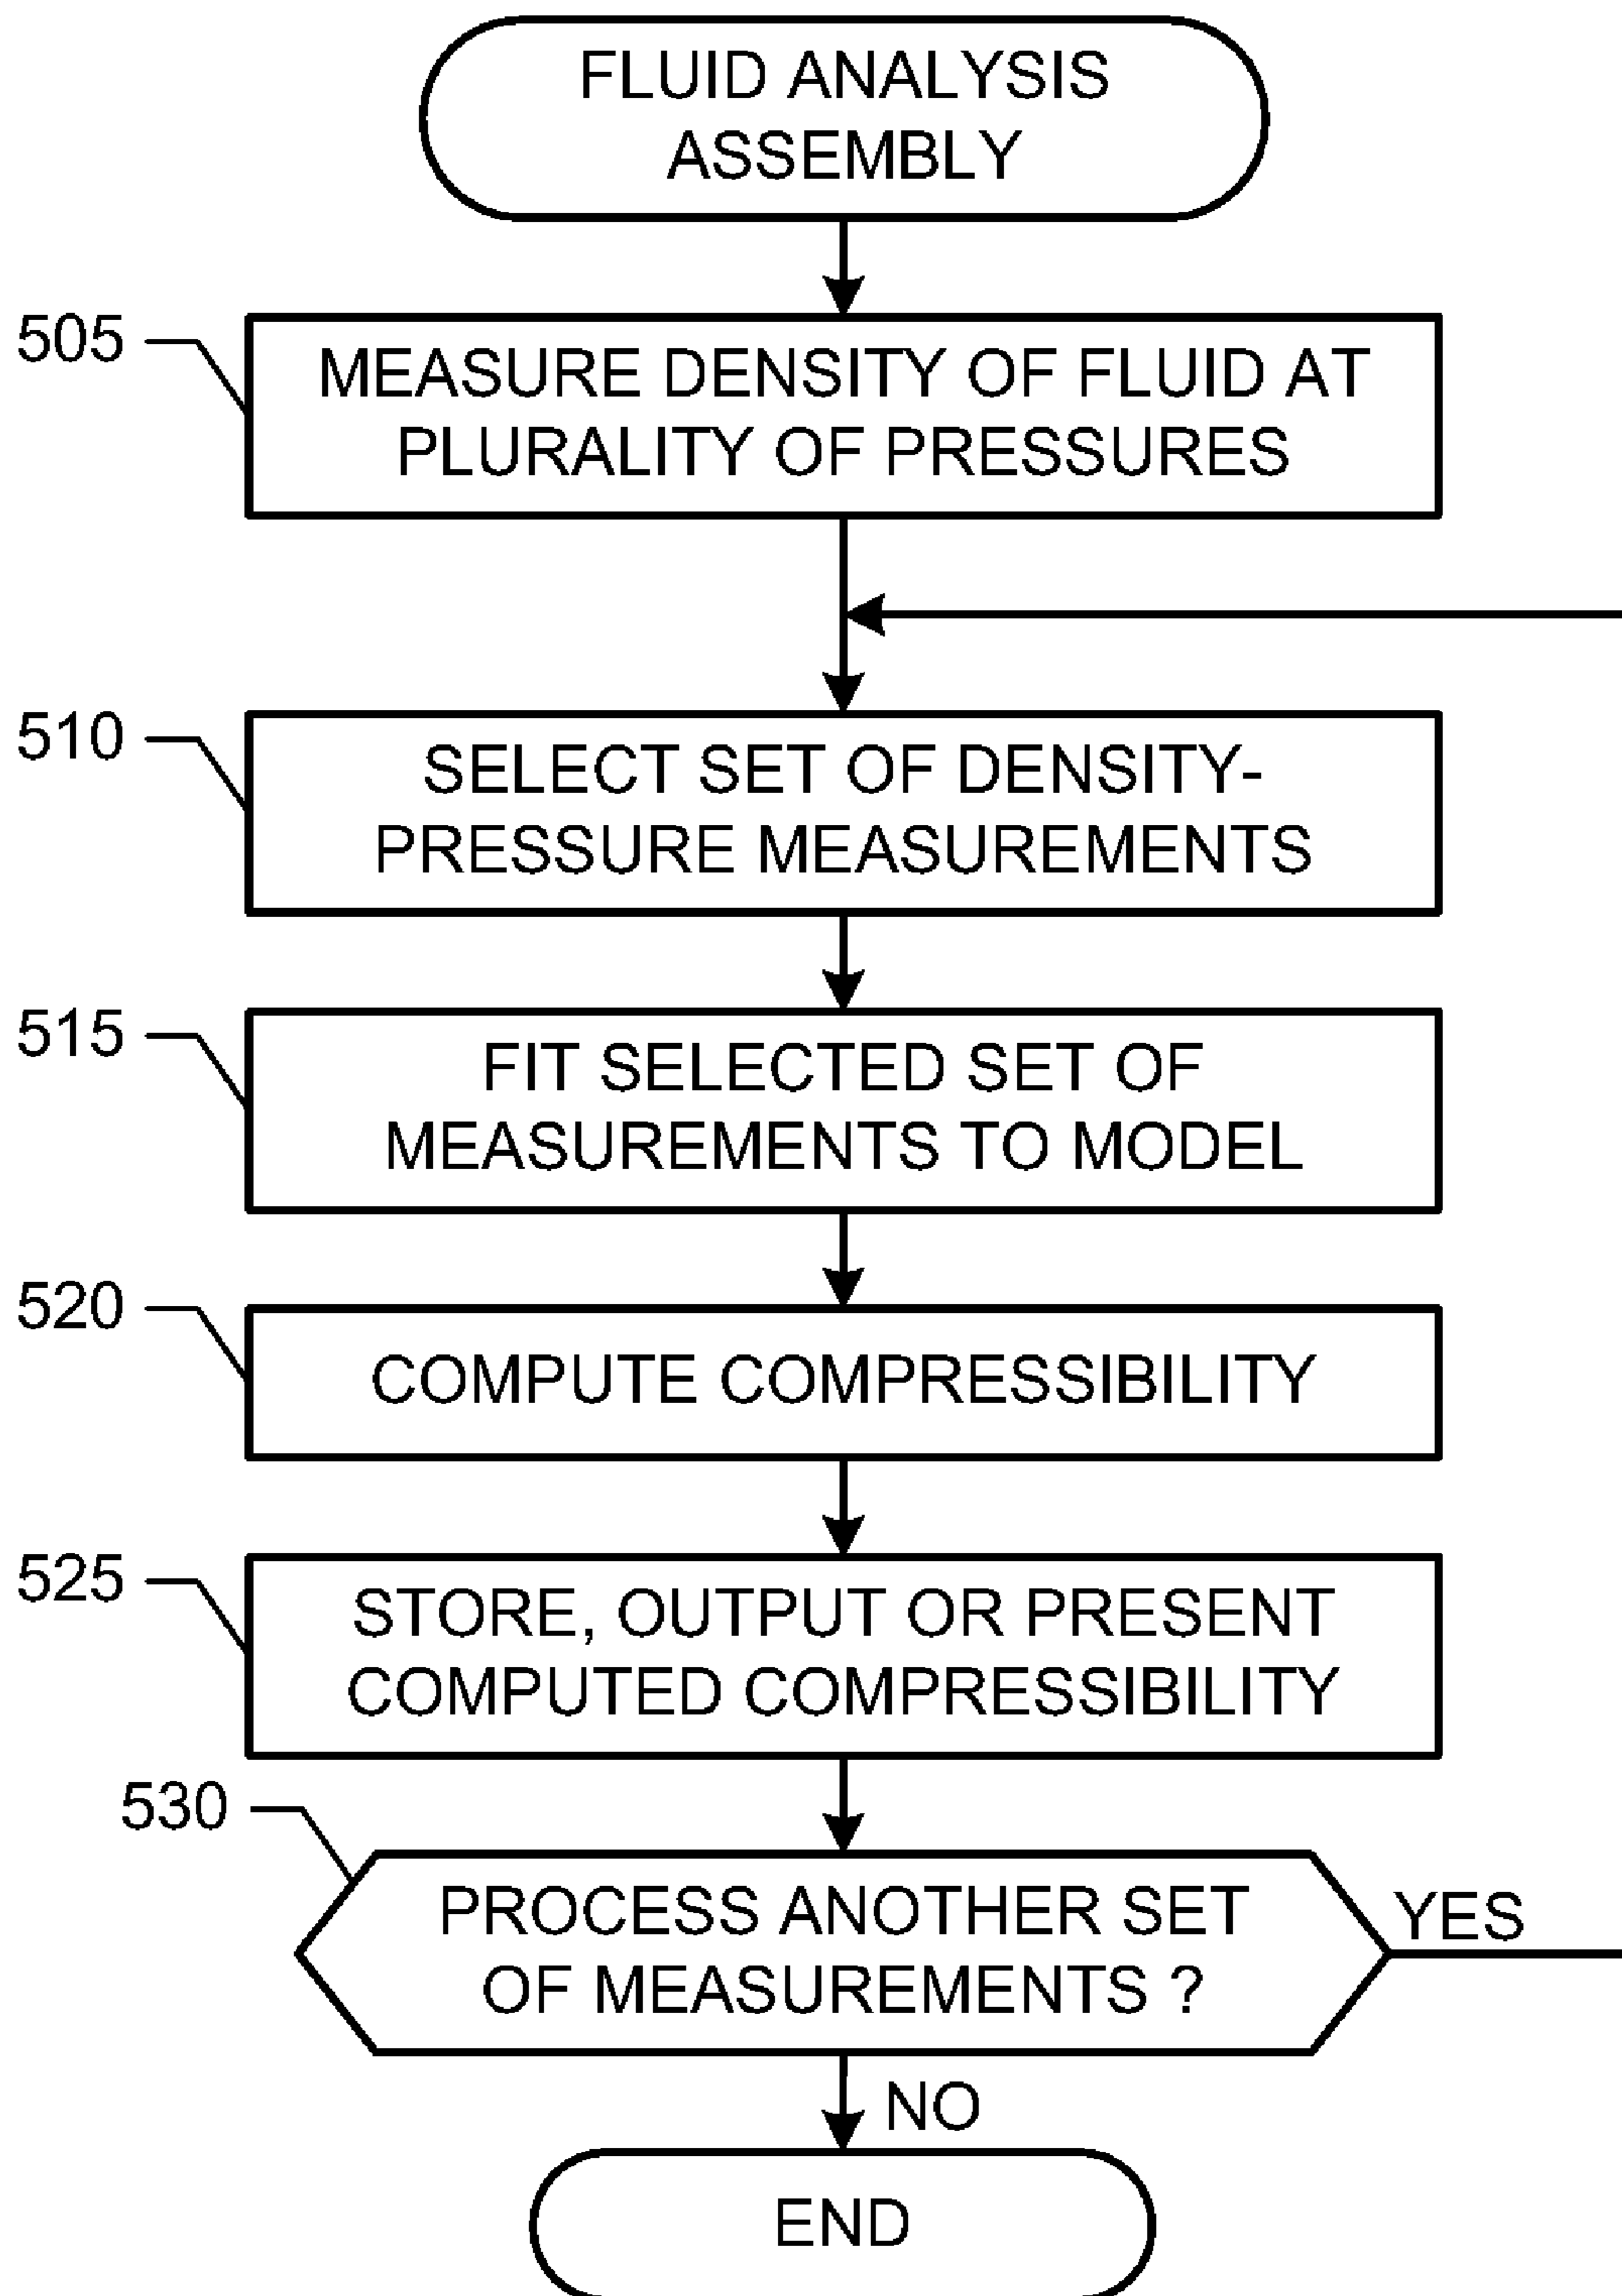 FLUID ANALYSIS
ASSEMBLY
505
MEASURE DENSITY OF FLUID AT
PLURALITY OF PRESSURES
510
SELECT SET OF DENSITY-
PRESSURE MEASUREMENTS
515
FIT SELECTED SET OF
MEASUREMENTS TO MODEL
520
COMPUTE COMPRESSIBILITY
525
STORE, OUTPUT OR PRESENT
COMPUTED COMPRESSIBILITY
530
PROCESS ANOTHER SET
OF MEASUREMENTS ?
YES
NO
END